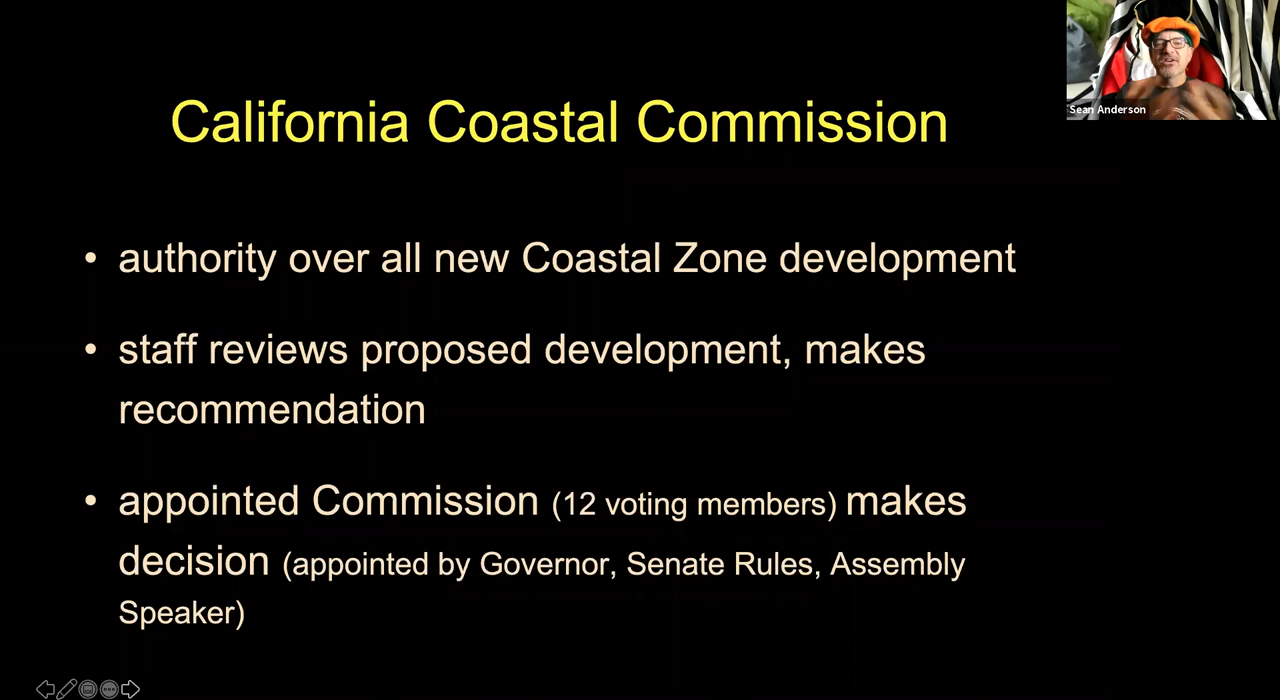 California Coastal Commission
Sean Anderson
• authority over all new Coastal Zone development
• staff reviews proposed development, makes
recommendation
• appointed Commission (12 voting members) makes
decision (appointed by Governor, Senate Rules, Assembly
Speaker)